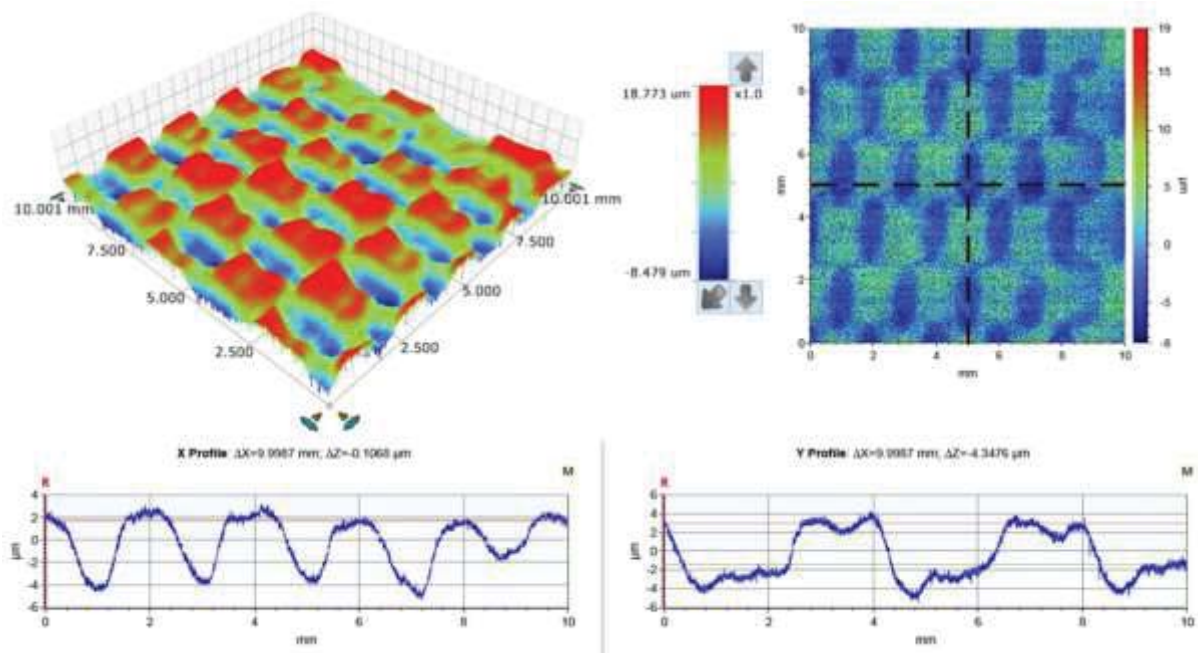 10.001 mm
7.500
5.000
2.500
10.001 mm
7.500
5.000
2.500
18.773 um
x1.0
-8.479 um
10
8
6
4
2
0
mm
0 2 4 6 8 10
mm
19
15
10
5
0
-5
-8
µm
X Profile: ΔX=9.9987 mm; ΔZ=-0.1068 µm
R
M
4
2
0
-2
-4
-6
µm
0 2 4 6 8 10
mm
Y Profile: ΔX=9.9987 mm; ΔZ=-4.3476 µm
R
M
6
4
2
0
-2
-4
-6
µm
0 2 4 6 8 10
mm